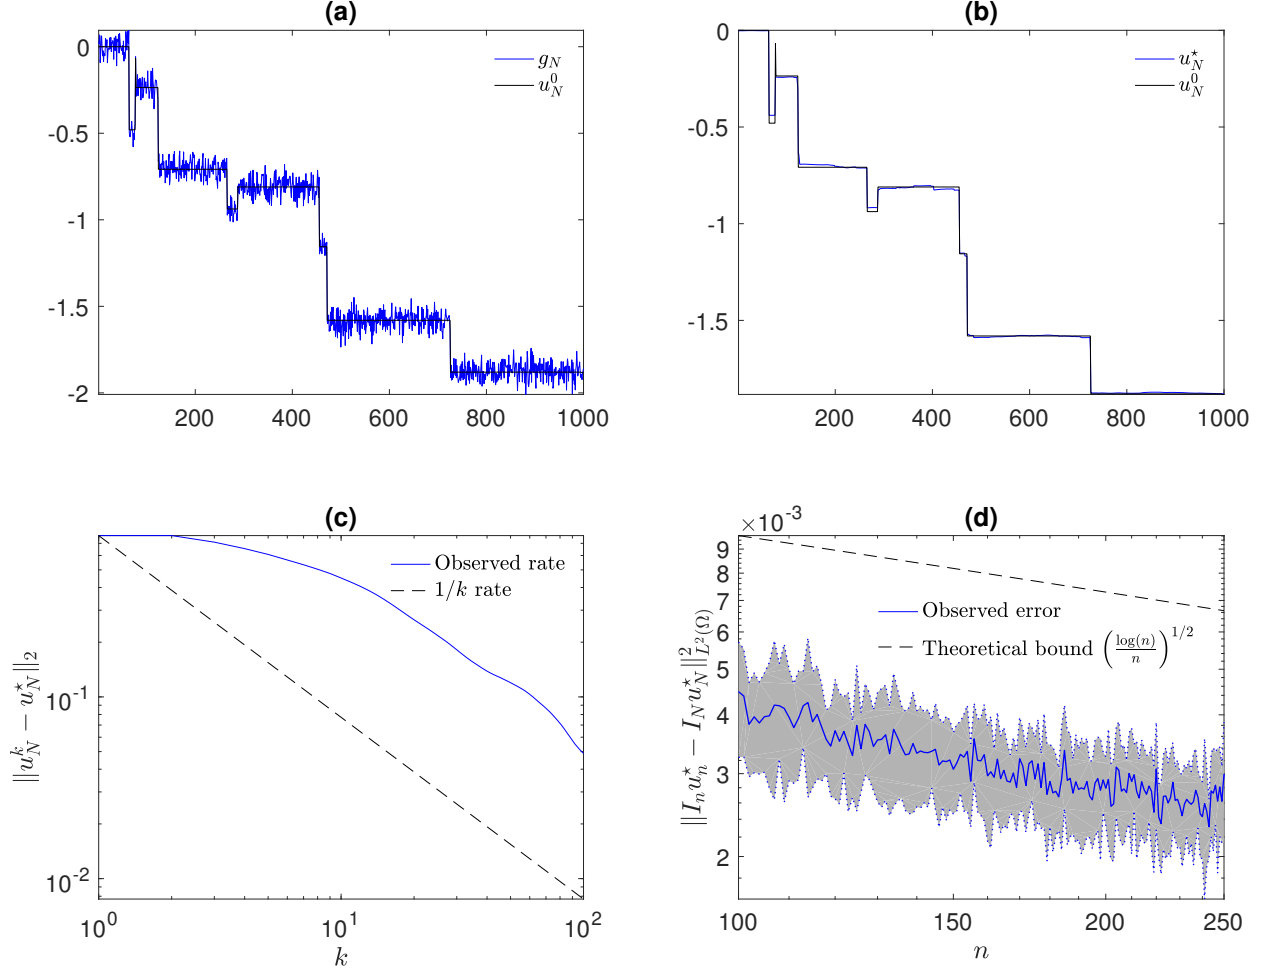 (a)
0
-0.5
-1
-1.5
-2
200 400 600 800 1000
g_N
u_N^0
(b)
0
-0.5
-1
-1.5
200 400 600 800 1000
u_N^⋆
u_N^0
(c)
10^{-1}
10^{-2}
10^0 10^1 10^2
k
||u_N^k − u_N^⋆||_2
Observed rate
1/k rate
(d)
×10^{-3}
9
8
7
6
5
4
3
2
100 150 200 250
n
||I_n u_n^⋆ − I_N u_N^⋆||^2_{L^2(Ω)}
Observed error
Theoretical bound (log(n)/n)^{1/2}